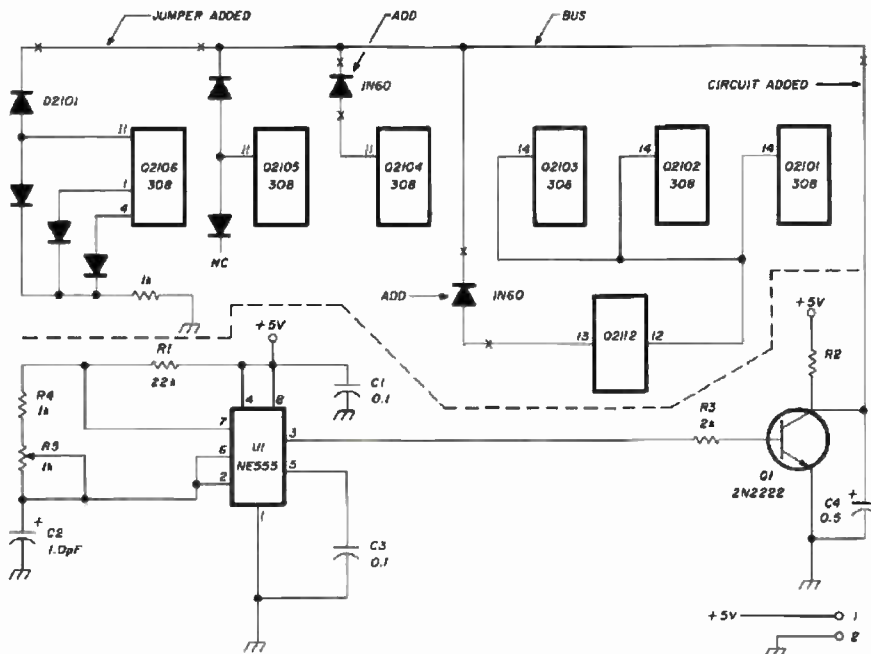 JUMPER ADDED
ADD
BUS
D2101
1N60
CIRCUIT ADDED
11
1
4
Q2106
308
11
Q2105
308
11
Q2104
308
14
Q2103
308
14
Q2102
308
14
Q2101
308
NC
1k
ADD
1N60
13
Q2112
12
+5V
+5V
R1
22k
R2
R4
1k
C1
0.1
4
8
7
U1
NE555
3
R3
2k
R5
1k
6
5
2
1
Q1
2N2222
+
C4
0.5
+
C2
1.0pF
C3
0.1
+5V
1
2